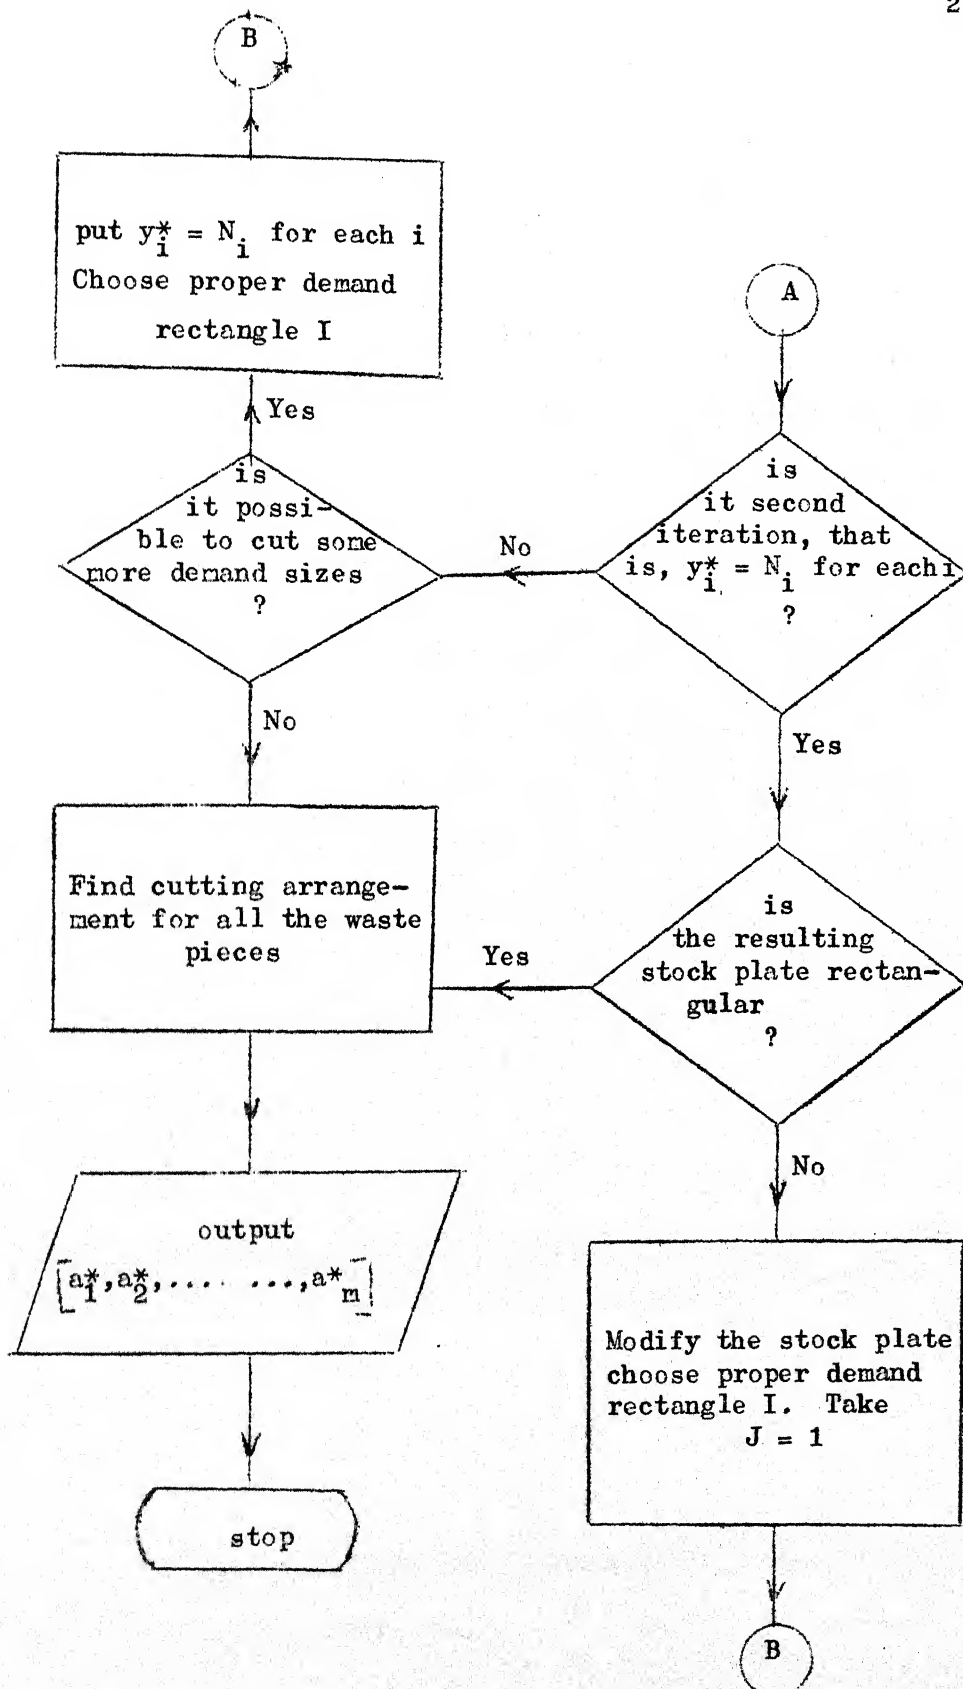 2
B
put y*i = Ni for each i
Choose proper demand
rectangle I
Yes
A
is
it possi-
ble to cut some
more demand sizes
?
No
is
it second
iteration, that
is, y*i = Ni for each i
?
No
Yes
Find cutting arrange-
ment for all the waste
pieces
Yes
is
the resulting
stock plate rectan-
gular
?
No
output
[a*1,a*2,.... ...,a*m]
Modify the stock plate
choose proper demand
rectangle I. Take
J = 1
stop
B